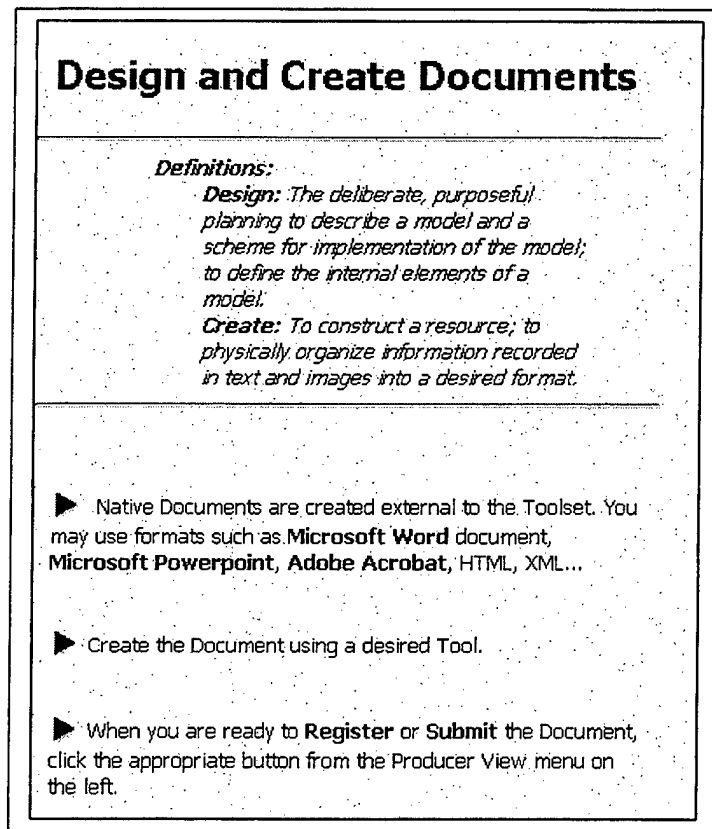 Design and Create Documents
Definitions:
Design: The deliberate, purposeful
planning to describe a model and a
scheme for implementation of the model;
to define the internal elements of a
model.
Create: To construct a resource; to
physically organize information recorded
in text and images into a desired format.
Native Documents are created external to the Toolset. You
may use formats such as Microsoft Word document,
Microsoft Powerpoint, Adobe Acrobat, HTML, XML...
Create the Document using a desired Tool.
When you are ready to Register or Submit the Document,
click the appropriate button from the Producer View menu on
the left.